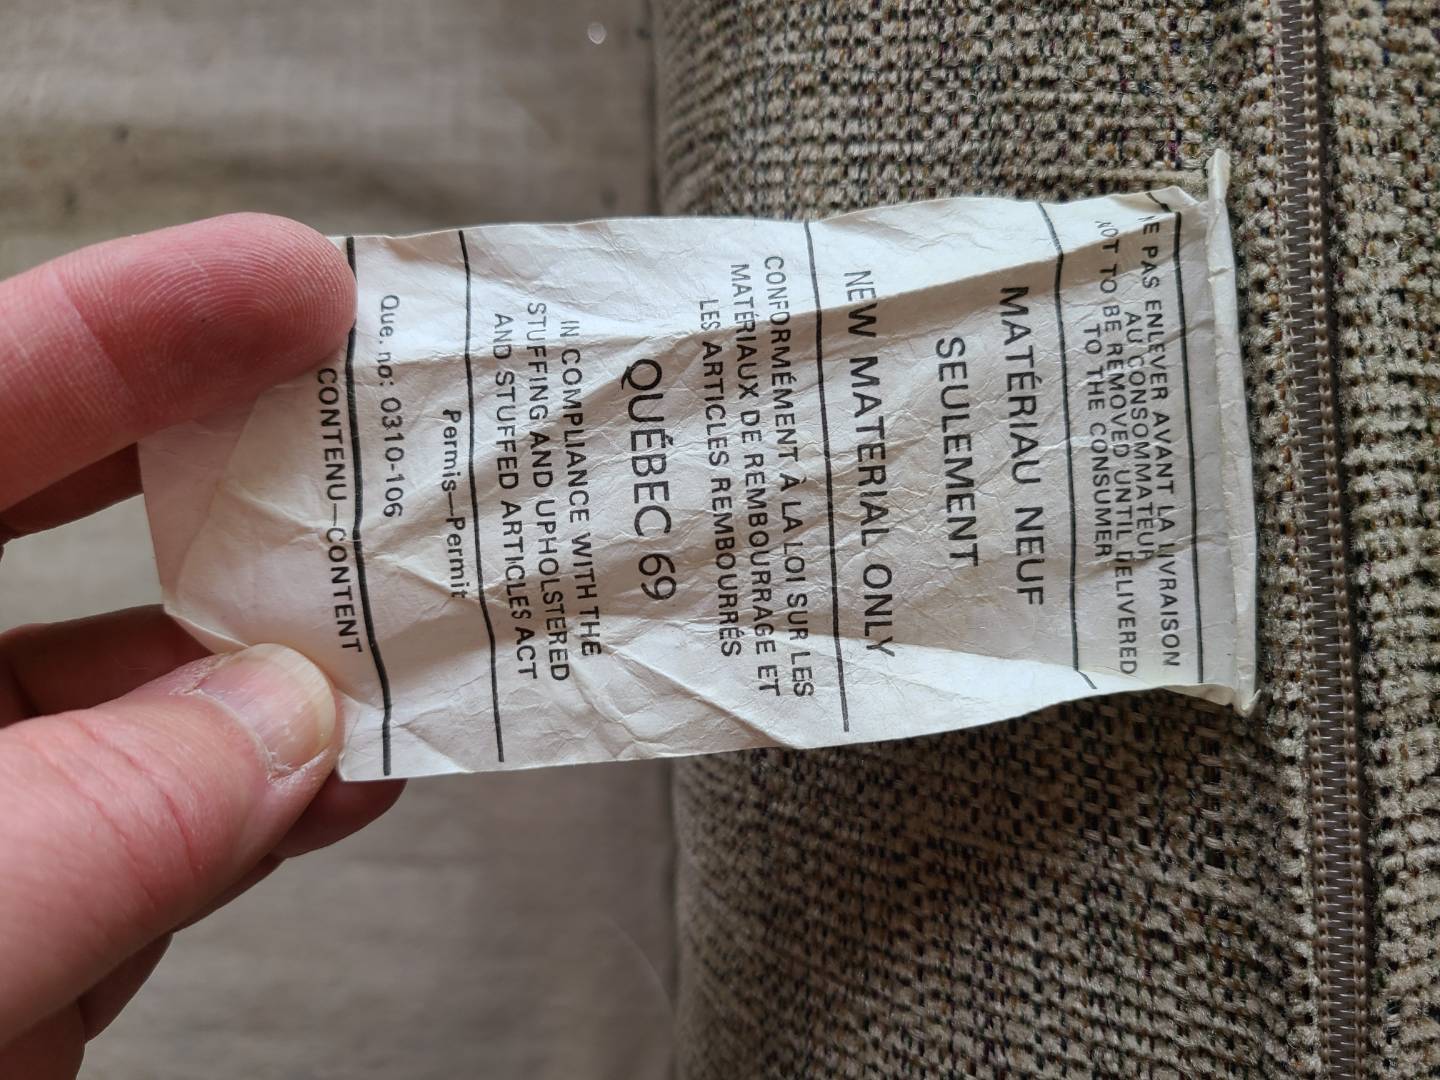 PAS ENLEVER AVANT LA LIVRAISON
AU CONSOMMATEUR
TO BE REMOVED UNTIL DELIVERED
TO THE CONSUMER
MATÉRIAU NEUF
SEULEMENT
NEW MATERIAL ONLY
CONFORMÉMENT À LA LOI SUR LES
MATÉRIAUX DE REMBOURRAGE ET
LES ARTICLES REMBOURRÉS
QUÉBEC 69
IN COMPLIANCE WITH THE
STUFFING AND UPHOLSTERED
AND STUFFED ARTICLES ACT
Permis—Permit
Que. no: 0310-106
CONTENU—CONTENT